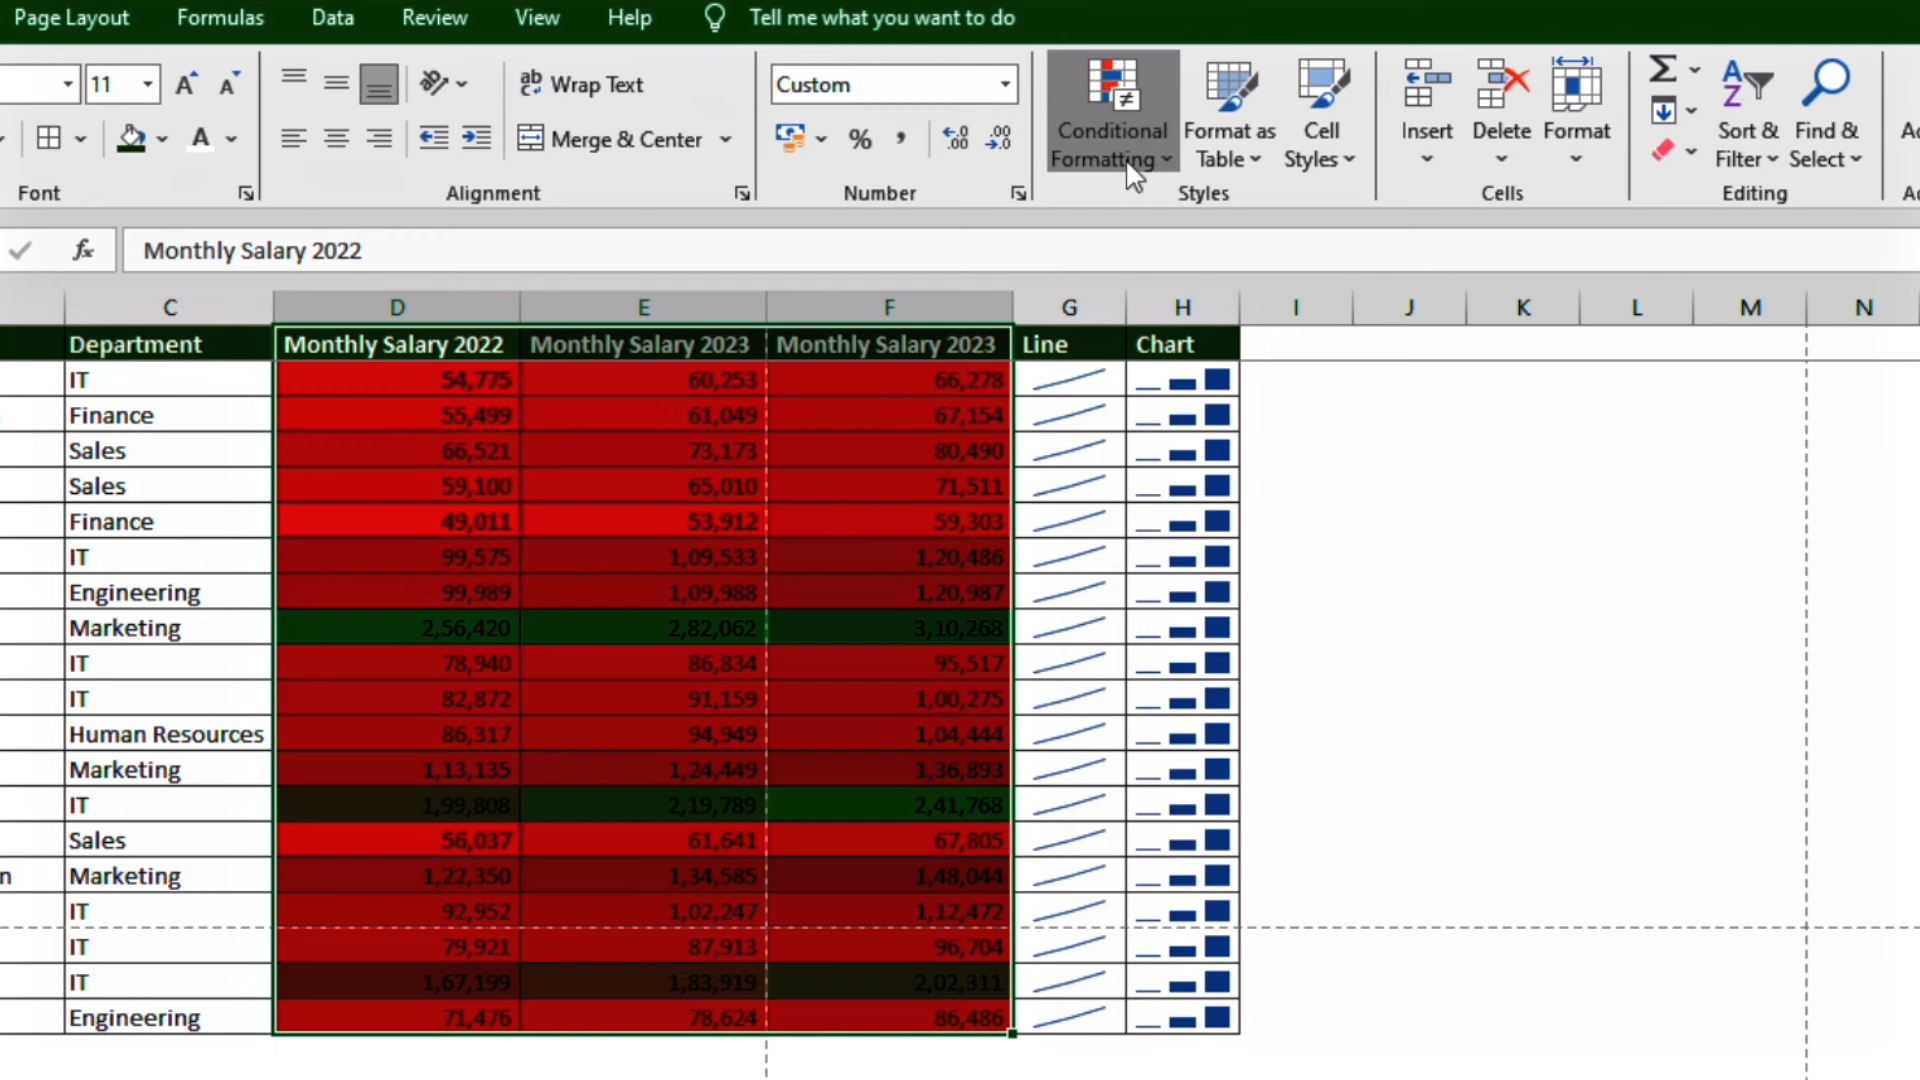 Page Layout Formulas Data Review View Help Tell me what you want to do
11 A A ab Wrap Text Custom
A Merge & Center % , .00 .00
Conditional Formatting
Format as Table
Cell Styles
Insert Delete Format
Sort & Filter
Find & Select
Font Alignment Number Styles Cells Editing
fx Monthly Salary 2022
C D E F G H I J K L M N
Department Monthly Salary 2022 Monthly Salary 2023 Monthly Salary 2023 Line Chart
IT 54,775 60,253 66,278
Finance 55,499 61,049 67,154
Sales 66,521 73,173 80,490
Sales 59,100 65,010 71,511
Finance 49,011 53,912 59,303
IT 99,575 1,09,533 1,20,486
Engineering 99,989 1,09,988 1,20,987
Marketing 2,56,420 2,82,062 3,10,268
IT 78,940 86,834 95,517
IT 82,872 91,159 1,00,275
Human Resources 86,317 94,949 1,04,444
Marketing 1,13,135 1,24,449 1,36,893
IT 1,99,808 2,19,789 2,41,768
Sales 56,037 61,641 67,805
n Marketing 1,22,350 1,34,585 1,48,044
IT 92,952 1,02,247 1,12,472
IT 79,921 87,913 96,704
IT 1,67,199 1,83,919 2,02,311
Engineering 71,476 78,624 86,486